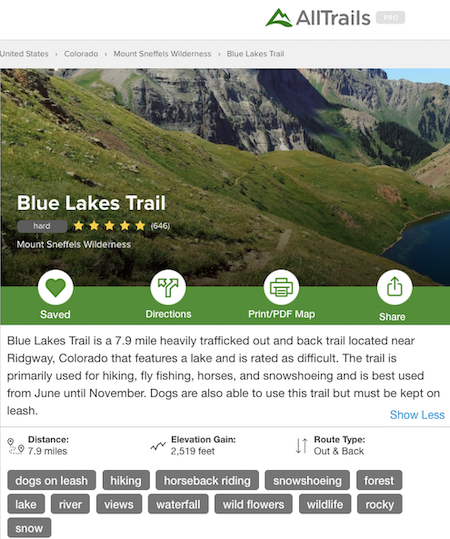 AllTrails PRO
United States › Colorado › Mount Sneffels Wilderness › Blue Lakes Trail
Blue Lakes Trail
hard (646)
Mount Sneffels Wilderness
Saved Directions Print/PDF Map Share
Blue Lakes Trail is a 7.9 mile heavily trafficked out and back trail located near
Ridgway, Colorado that features a lake and is rated as difficult. The trail is
primarily used for hiking, fly fishing, horses, and snowshoeing and is best used
from June until November. Dogs are also able to use this trail but must be kept on
leash.
Show Less
Distance: Elevation Gain: Route Type:
7.9 miles 2,519 feet Out & Back
dogs on leash hiking horseback riding snowshoeing forest
lake river views waterfall wild flowers wildlife rocky
snow